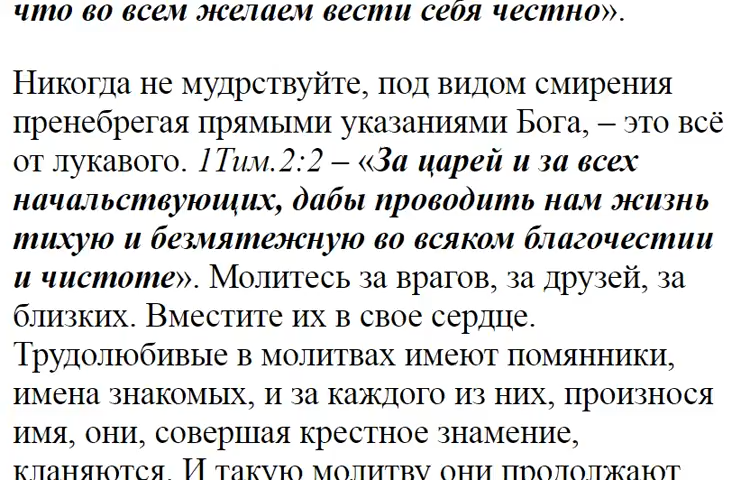 что во всем желаем вести себя честно».
Никогда не мудрствуйте, под видом смирения
пренебрегая прямыми указаниями Бога, – это всё
от лукавого. 1Тим.2:2 – «За царей и за всех
начальствующих, дабы проводить нам жизнь
тихую и безмятежную во всяком благочестии
и чистоте». Молитесь за врагов, за друзей, за
близких. Вместите их в свое сердце.
Трудолюбивые в молитвах имеют помянники,
имена знакомых, и за каждого из них, произнося
имя, они, совершая крестное знамение,
кланяются. И такую молитву они продолжают